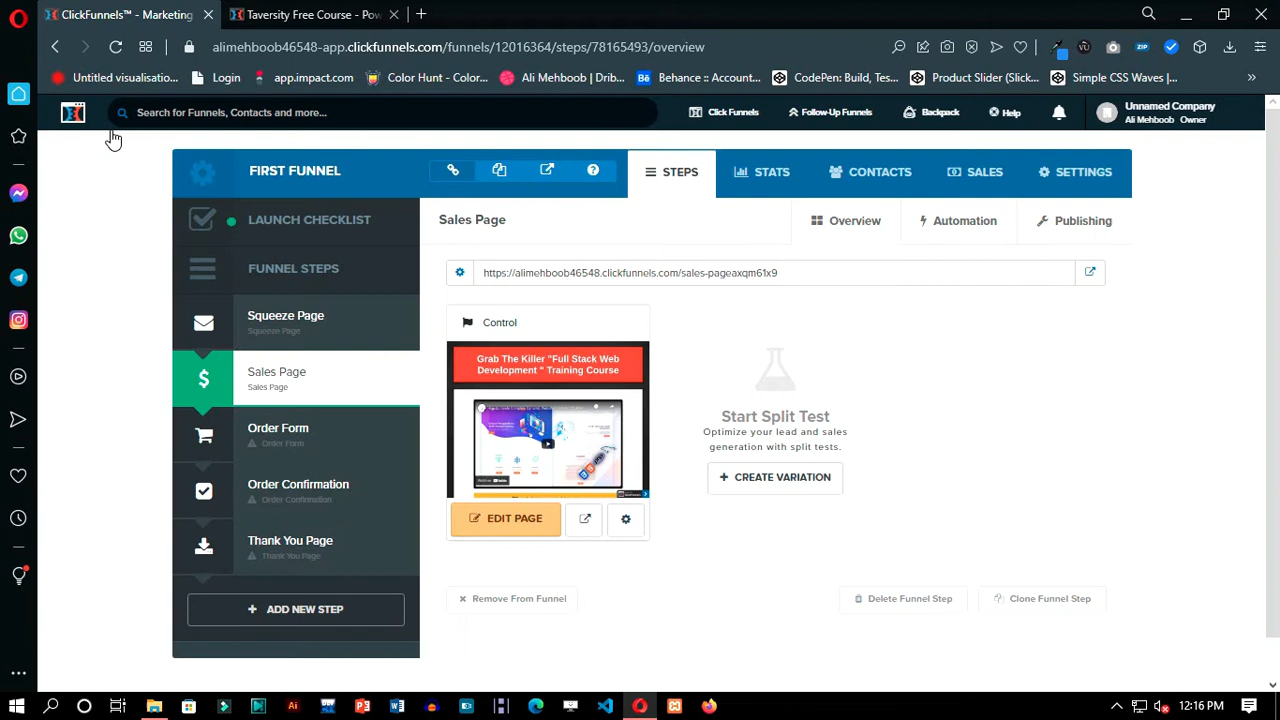 ClickFunnels™ - Marketing
Taversity Free Course - Pow
alimehboob46548-app.clickfunnels.com/funnels/12016364/steps/78165493/overview
Untitled visualisatio...
Login
app.impact.com
Color Hunt - Color...
Ali Mehboob | Drib...
Behance :: Account...
CodePen: Build, Tes...
Product Slider (Slick...
Simple CSS Waves |...
Search for Funnels, Contacts and more...
Click Funnels
Follow-Up Funnels
Backpack
Help
Unnamed Company
Ali Mehboob Owner
FIRST FUNNEL
STEPS
STATS
CONTACTS
SALES
SETTINGS
LAUNCH CHECKLIST
Sales Page
Overview
Automation
Publishing
FUNNEL STEPS
https://alimehboob46548.clickfunnels.com/sales-pageaxqm61x9
Squeeze Page
Squeeze Page
Sales Page
Sales Page
Order Form
Order Form
Order Confirmation
Order Confirmation
Thank You Page
Thank You Page
ADD NEW STEP
Control
Grab The Killer "Full Stack Web
Development " Training Course
EDIT PAGE
Start Split Test
Optimize your lead and sales
generation with split tests.
CREATE VARIATION
Remove From Funnel
Delete Funnel Step
Clone Funnel Step
12:16 PM